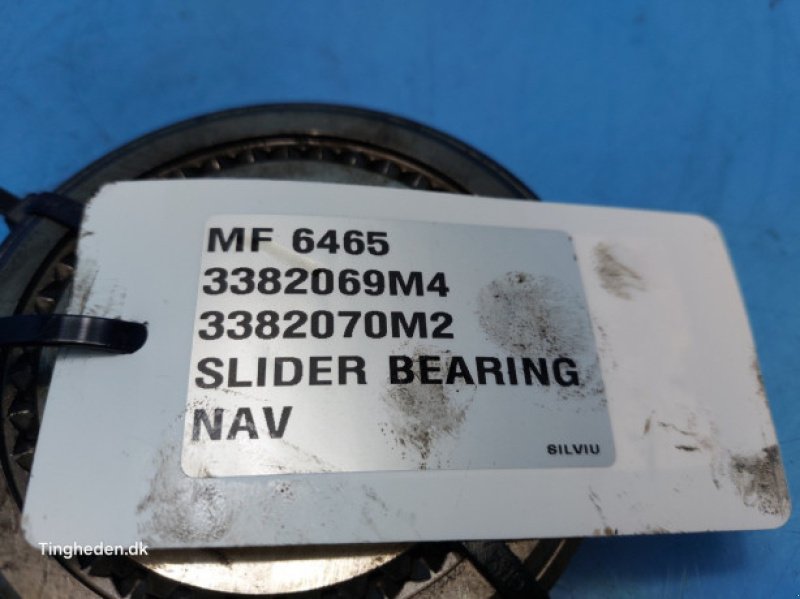 MF 6465
3382069M4
3382070M2
SLIDER BEARING
NAV
SILVIU
Tingheden.dk